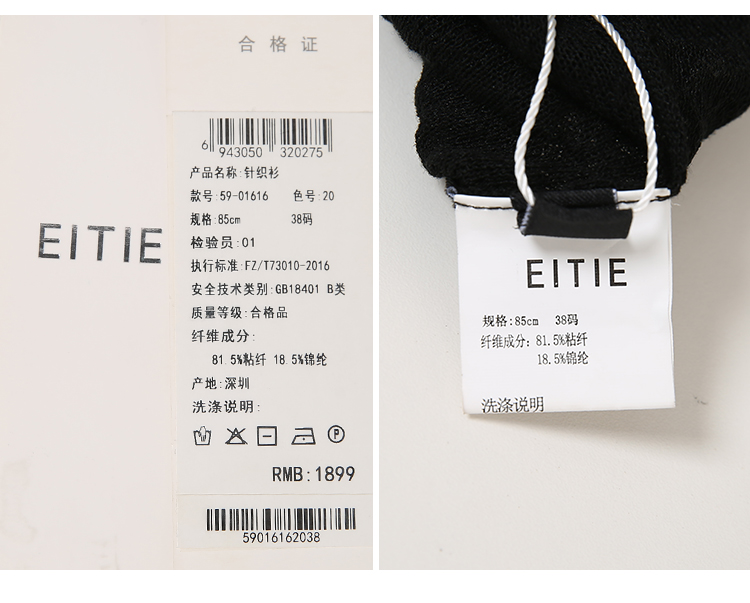 合格证
6 943050 320275
产品名称:针织衫
款号:59-01616 色号:20
规格:85cm 38码
检验员:01
执行标准:FZ/T73010-2016
安全技术类别:GB18401 B类
质量等级:合格品
纤维成分:
81.5%粘纤 18.5%锦纶
产地:深圳
洗涤说明:
P
RMB:1899
59016162038
EITIE
EITIE
规格:85cm 38码
纤维成分:81.5%粘纤
18.5%锦纶
洗涤说明